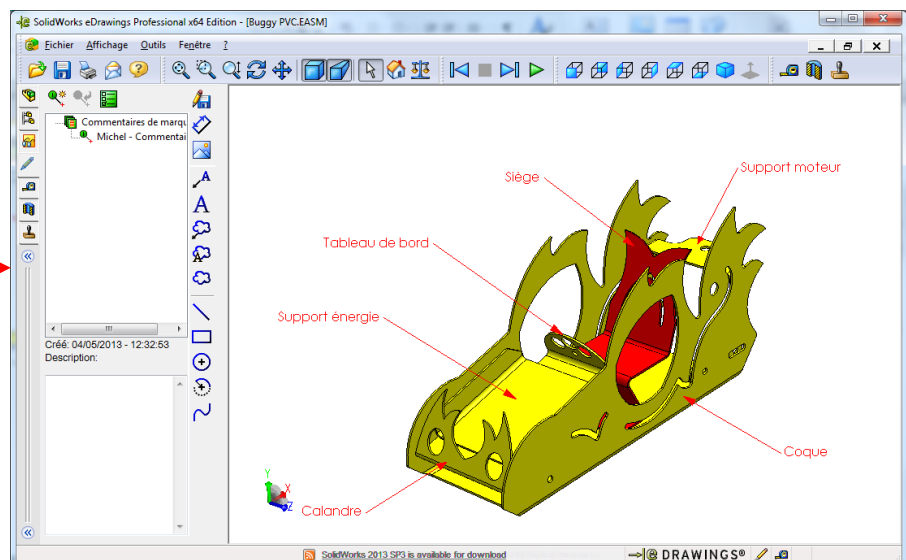 SolidWorks eDrawings Professional x64 Edition - [Buggy PVC.EASM]
Fichier Affichage Outils Fenêtre ?
Commentaires de marqu
Michel - Commentai
Créé: 04/05/2013 - 12:32:53
Description:
A
A
A
Support moteur
Siège
Tableau de bord
Support énergie
Coque
Calandre
Y
X
Z
SolidWorks 2013 SP3 is available for download
eDRAWINGS®